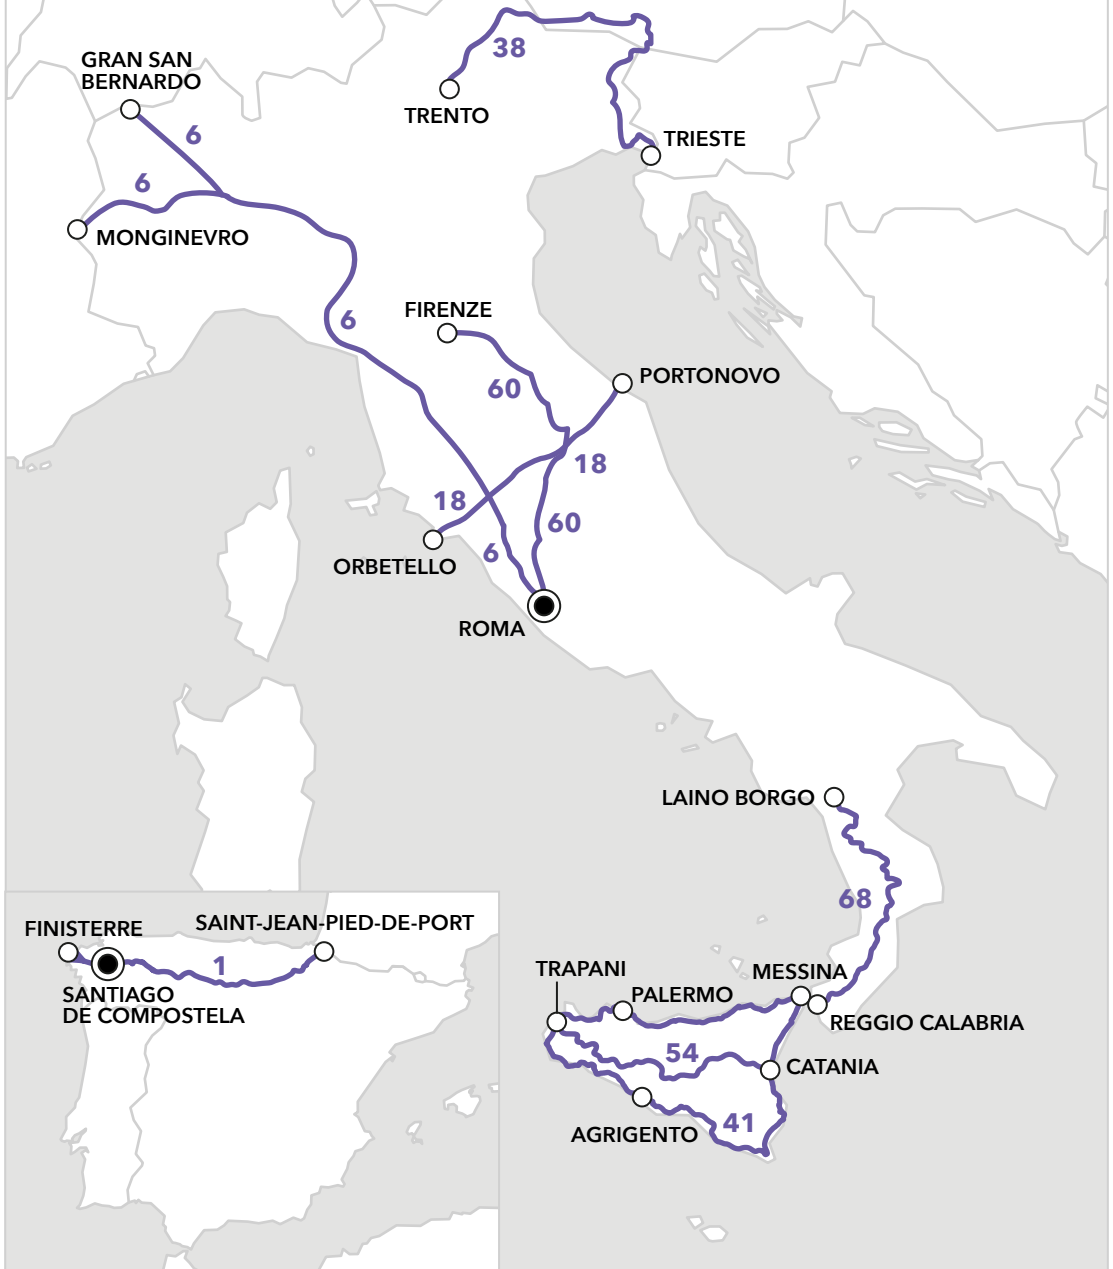 38
GRAN SAN
BERNARDO
TRENTO
6
TRIESTE
6
MONGINEVRO
FIRENZE
6
PORTONOVO
60
18
18
60
6
ORBETELLO
ROMA
LAINO BORGO
68
FINISTERRE
SAINT-JEAN-PIED-DE-PORT
1
SANTIAGO
DE COMPOSTELA
TRAPANI
MESSINA
PALERMO
REGGIO CALABRIA
54
CATANIA
41
AGRIGENTO